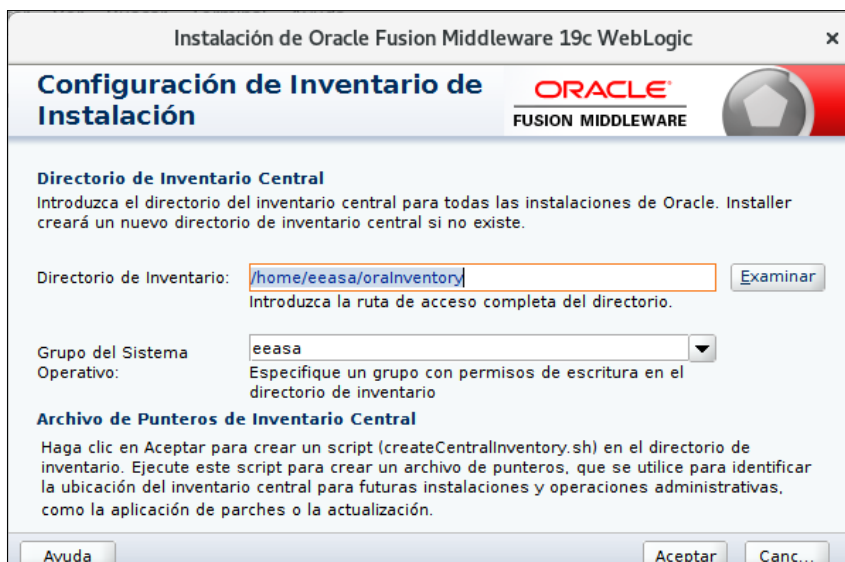 Instalación de Oracle Fusion Middleware 19c WebLogic
Configuración de Inventario de
Instalación
ORACLE
FUSION MIDDLEWARE
Directorio de Inventario Central
Introduzca el directorio del inventario central para todas las instalaciones de Oracle. Installer
creará un nuevo directorio de inventario central si no existe.
Directorio de Inventario: /home/eeasa/oraInventory Examinar
Introduzca la ruta de acceso completa del directorio.
Grupo del Sistema
Operativo:
eeasa
Especifique un grupo con permisos de escritura en el
directorio de inventario
Archivo de Punteros de Inventario Central
Haga clic en Aceptar para crear un script (createCentralInventory.sh) en el directorio de
inventario. Ejecute este script para crear un archivo de punteros, que se utilice para identificar
la ubicación del inventario central para futuras instalaciones y operaciones administrativas,
como la aplicación de parches o la actualización.
Ayuda Aceptar Canc...